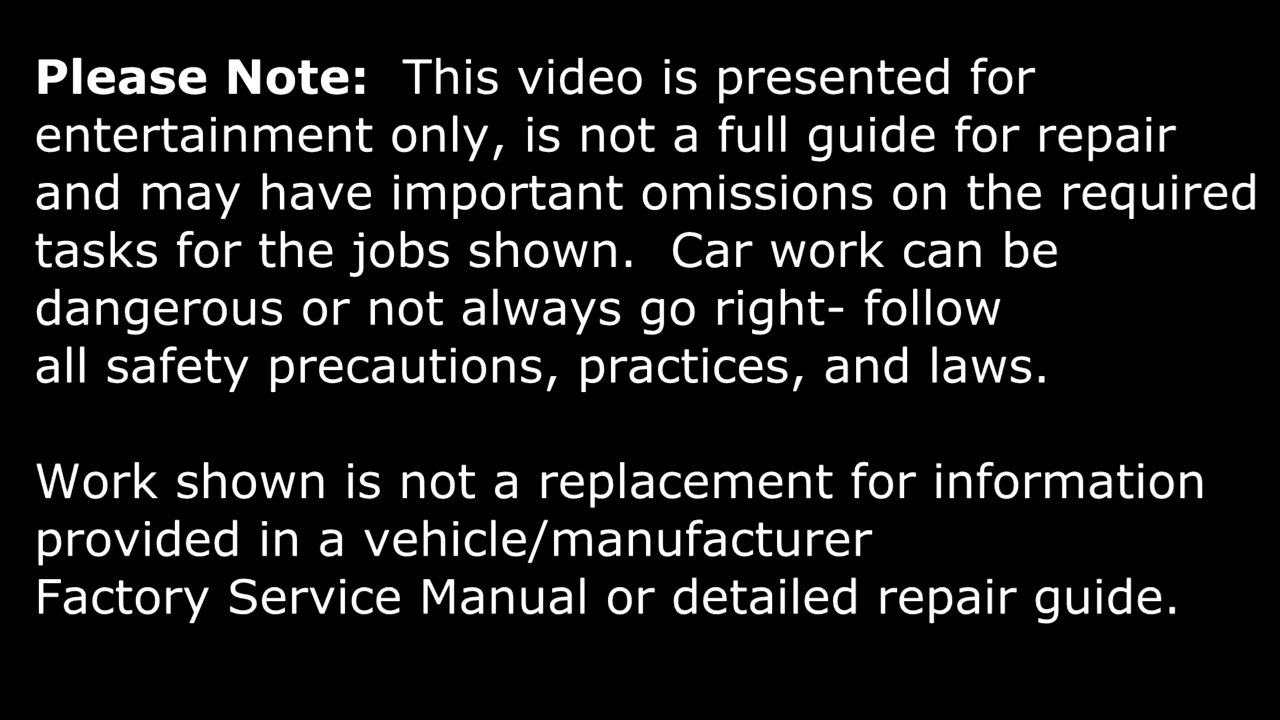 Please Note:  This video is presented for
entertainment only, is not a full guide for repair
and may have important omissions on the required
tasks for the jobs shown.  Car work can be
dangerous or not always go right- follow
all safety precautions, practices, and laws.
Work shown is not a replacement for information
provided in a vehicle/manufacturer
Factory Service Manual or detailed repair guide.